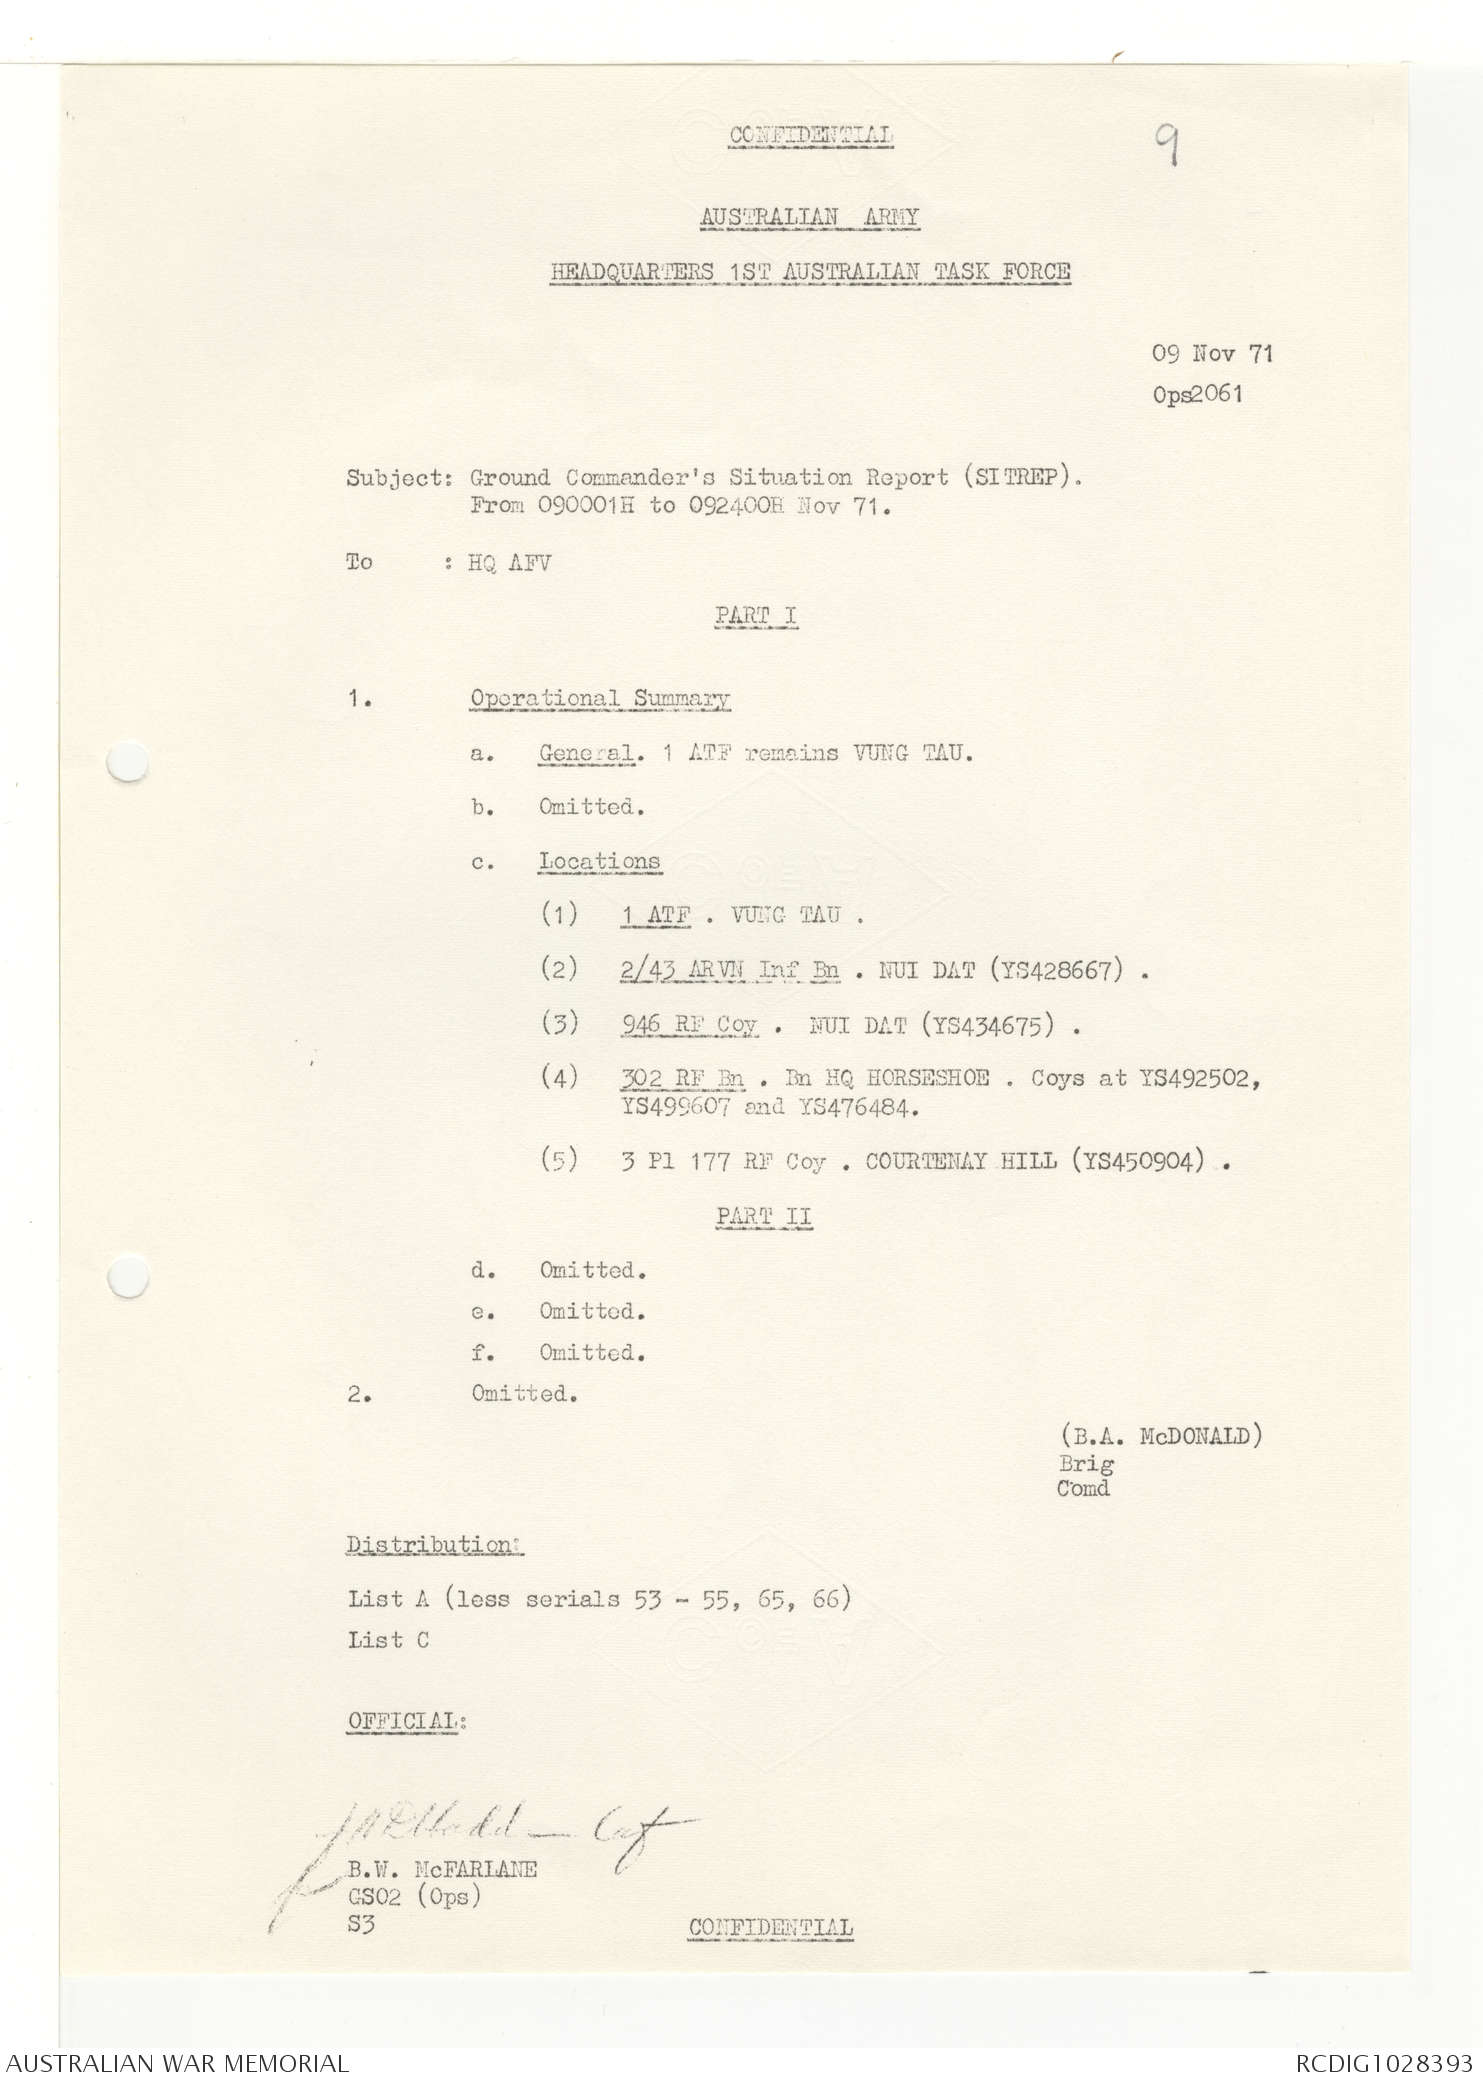 CONFIDENTIAL
9
AUSTRALIAN ARMY
HEADQUARTERS 1ST AUSTRALIAN TASK FORCE
09 Nov 71
Ops2061
Subject: Ground Commander's Situation Report (SITREP).
From 090001H to 092400H Nov 71.
To : HQ AFV
PART I
1. Operational Summary
a. General. 1 ATF remains VUNG TAU.
b. Omitted.
c. Locations
(1) 1 ATF . VUNG TAU .
(2) 2/43 ARVN Inf Bn . NUI DAT (YS428667) .
(3) 946 RF Coy . NUI DAT (YS434675) .
(4) 302 RF Bn . Bn HQ HORSESHOE . Coys at YS492502,
YS499607 and YS476484.
(5) 3 Pl 177 RF Coy . COURTENAY HILL (YS450904) .
PART II
d. Omitted.
e. Omitted.
f. Omitted.
2. Omitted.
(B.A. McDONALD)
Brig
Comd
Distribution:
List A (less serials 53 - 55, 65, 66)
List C
OFFICIAL:
Capt
B.W. McFARLANE
GSO2 (Ops)
S3
CONFIDENTIAL
AUSTRALIAN WAR MEMORIAL
RCDIG1028393